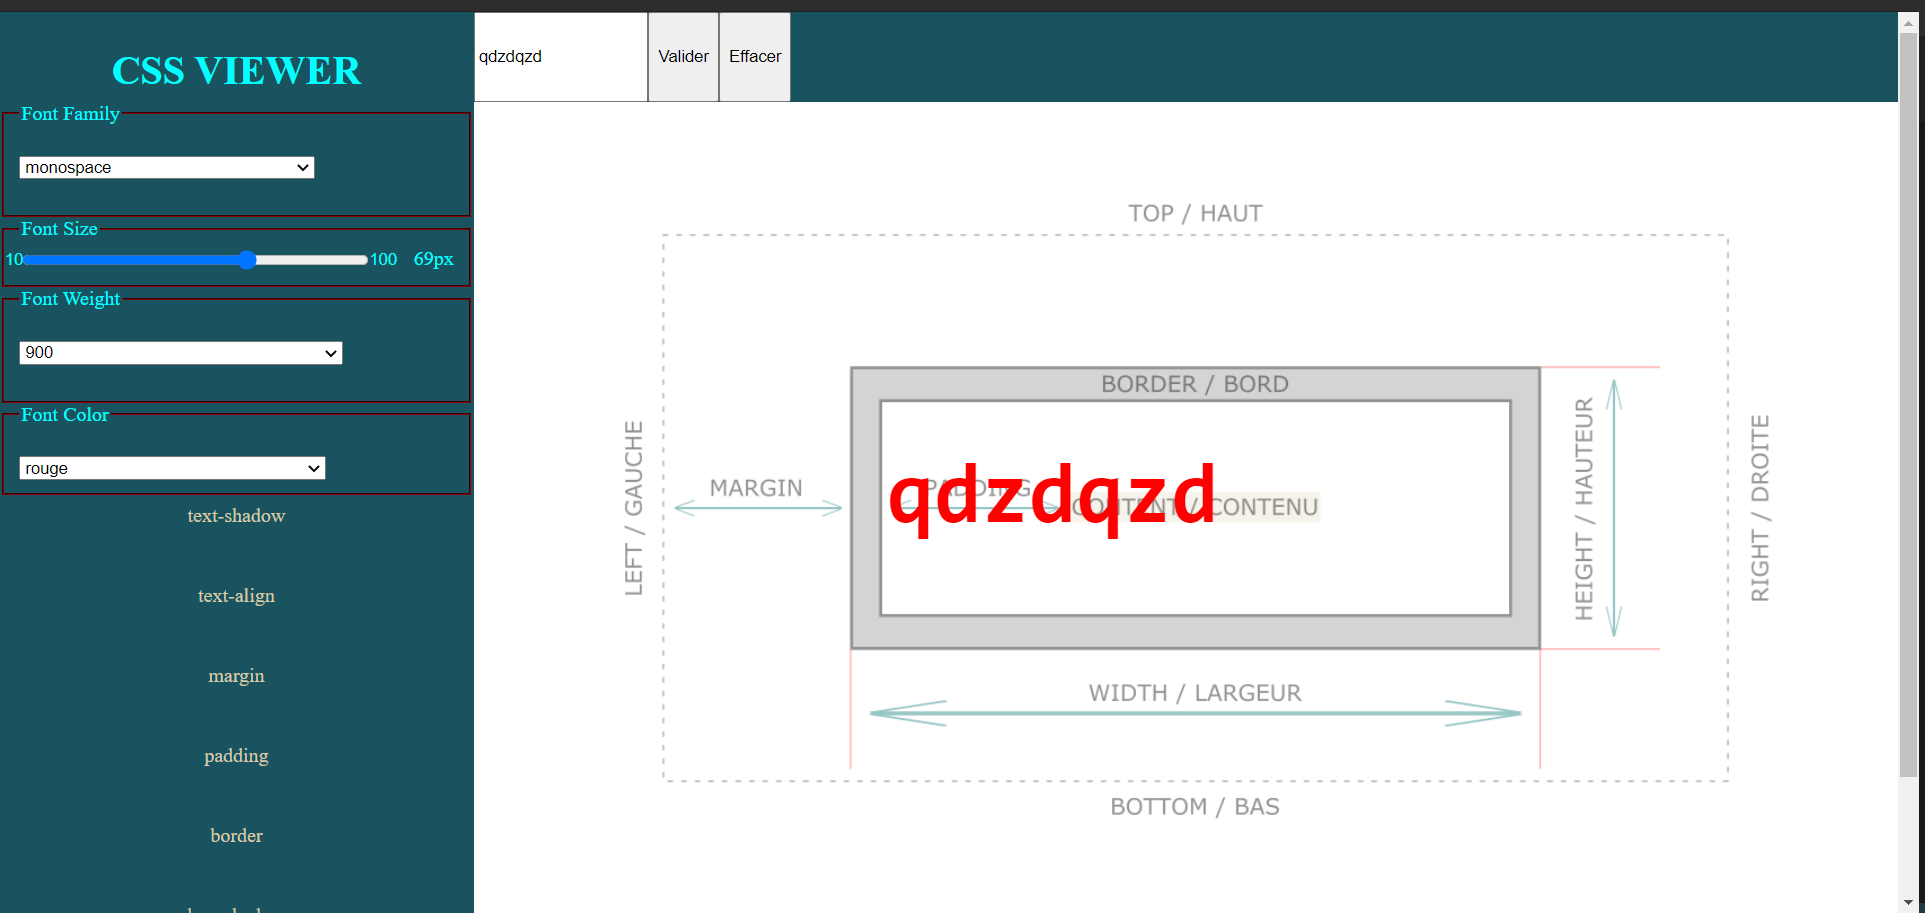 CSS VIEWER
Font Family
monospace
Font Size
10 100 69px
Font Weight
900
Font Color
rouge
text-shadow
text-align
margin
padding
border
qdzdqzd Valider Effacer
TOP / HAUT
BORDER / BORD
LEFT / GAUCHE
MARGIN
PADDING
CONTENT / CONTENU
qdzdqzd
HEIGHT / HAUTEUR
RIGHT / DROITE
WIDTH / LARGEUR
BOTTOM / BAS